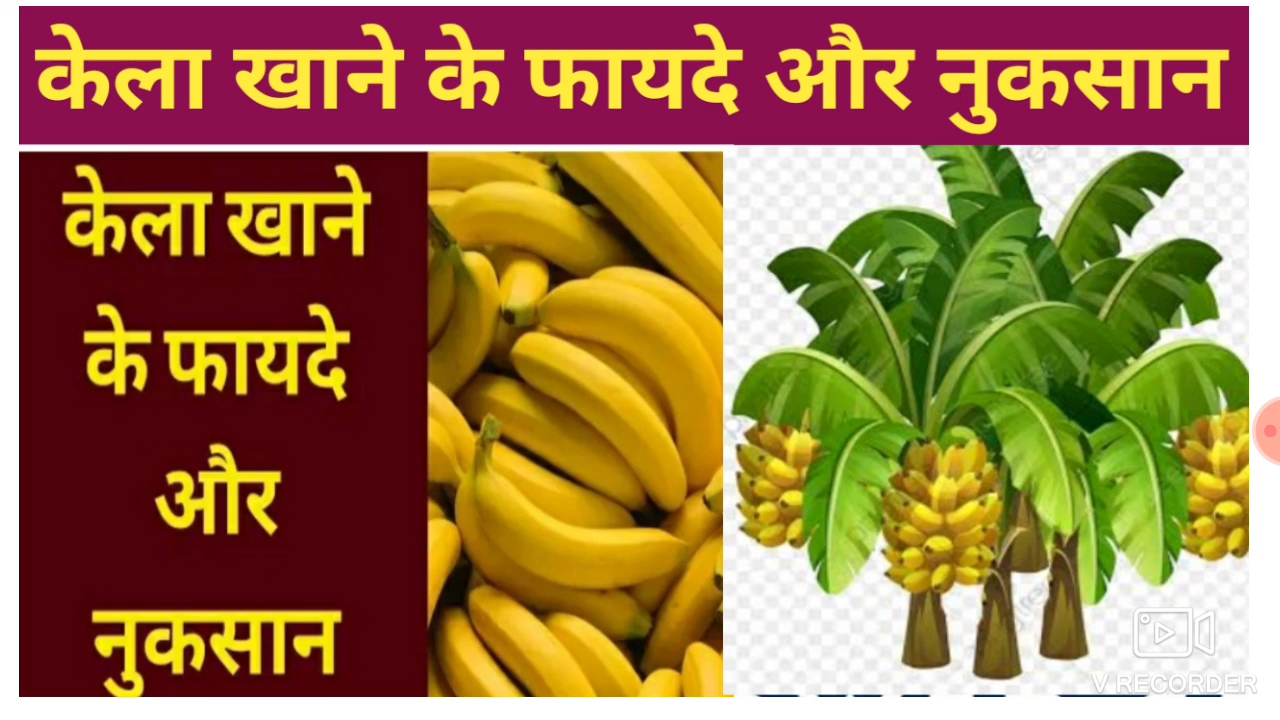 केला खाने के फायदे और नुकसान
केला खाने
के फायदे
और
नुकसान
V RECORDER